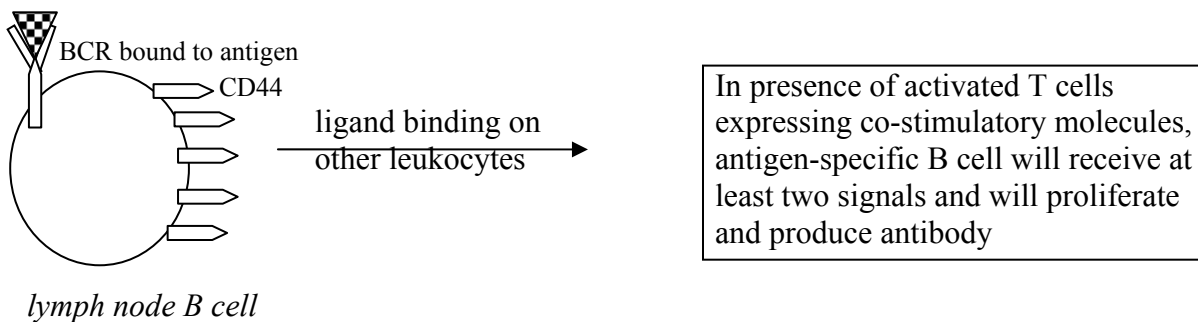 BCR bound to antigen
CD44
ligand binding on
other leukocytes
In presence of activated T cells
expressing co-stimulatory molecules,
antigen-specific B cell will receive at
least two signals and will proliferate
and produce antibody
lymph node B cell